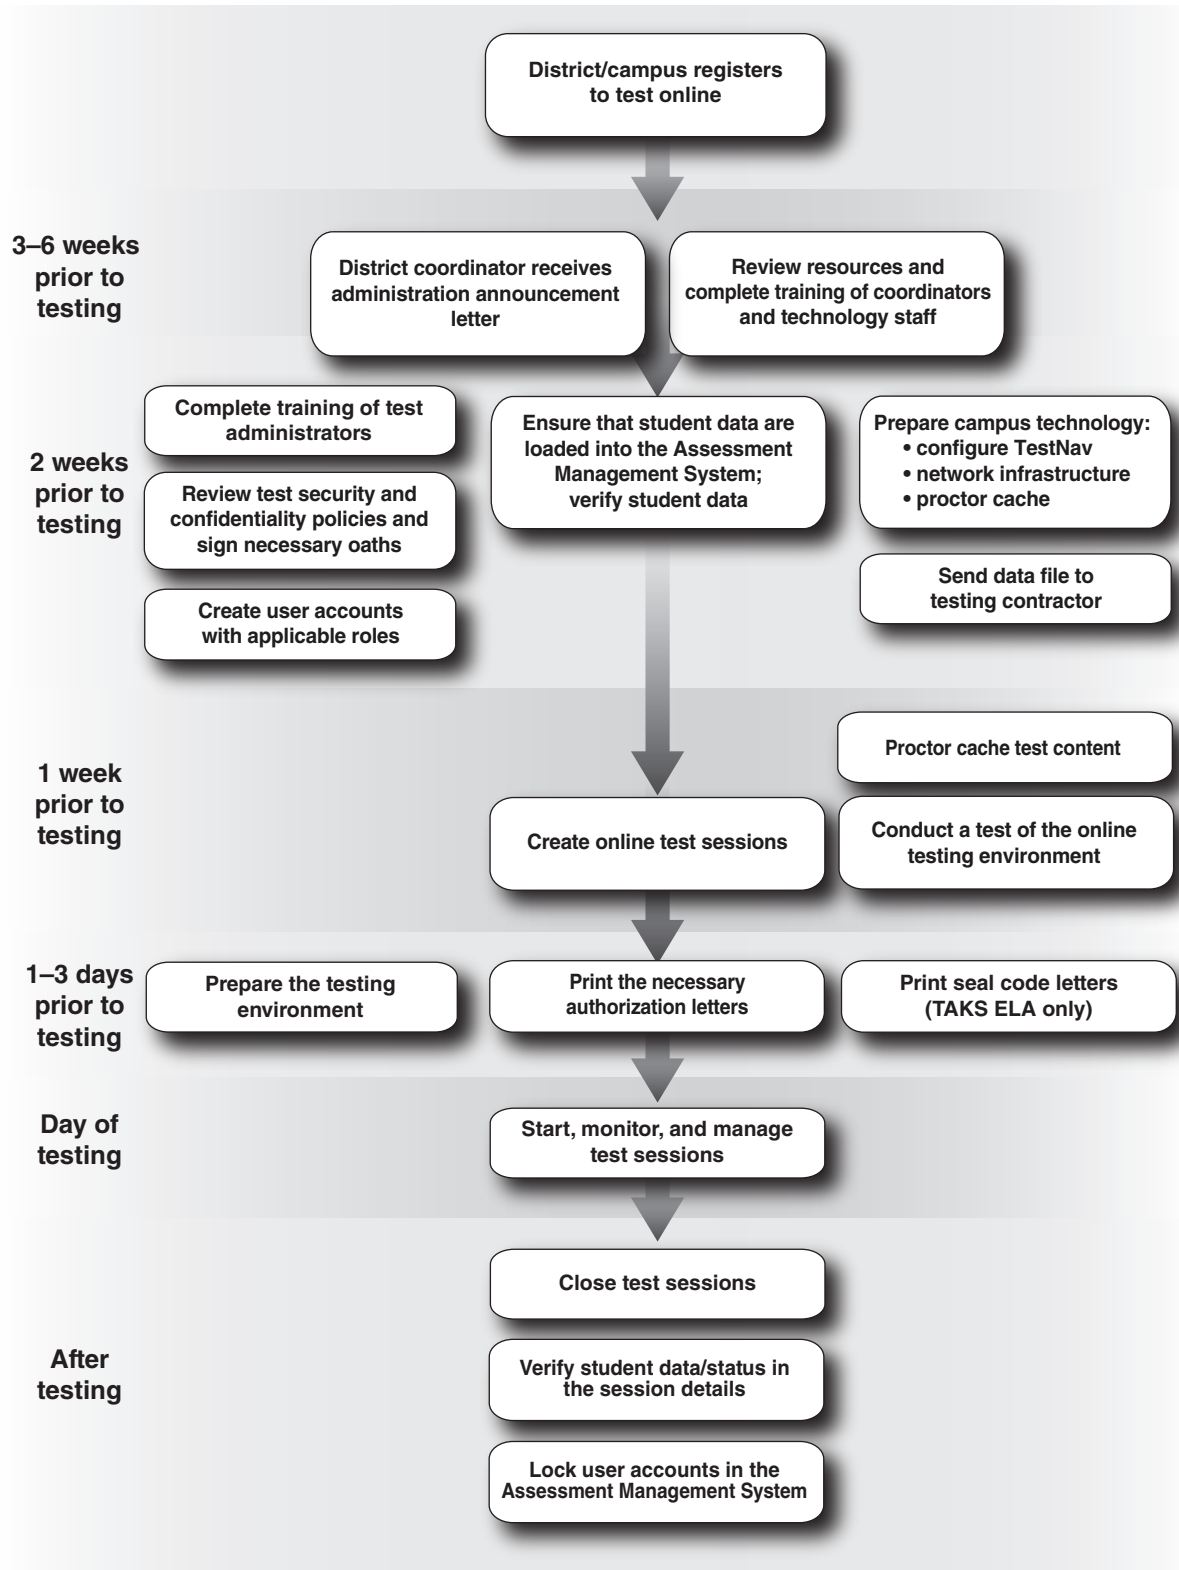 District/campus registers
to test online
3–6 weeks
prior to
testing
District coordinator receives
administration announcement
letter
Review resources and
complete training of coordinators
and technology staff
2 weeks
prior to
testing
Complete training of test
administrators
Review test security and
confidentiality policies and
sign necessary oaths
Create user accounts
with applicable roles
Ensure that student data are
loaded into the Assessment
Management System;
verify student data
Prepare campus technology:
• configure TestNav
• network infrastructure
• proctor cache
Send data file to
testing contractor
1 week
prior to
testing
Create online test sessions
Proctor cache test content
Conduct a test of the online
testing environment
1–3 days
prior to
testing
Prepare the testing
environment
Print the necessary
authorization letters
Print seal code letters
(TAKS ELA only)
Day of
testing
Start, monitor, and manage
test sessions
After
testing
Close test sessions
Verify student data/status in
the session details
Lock user accounts in the
Assessment Management System